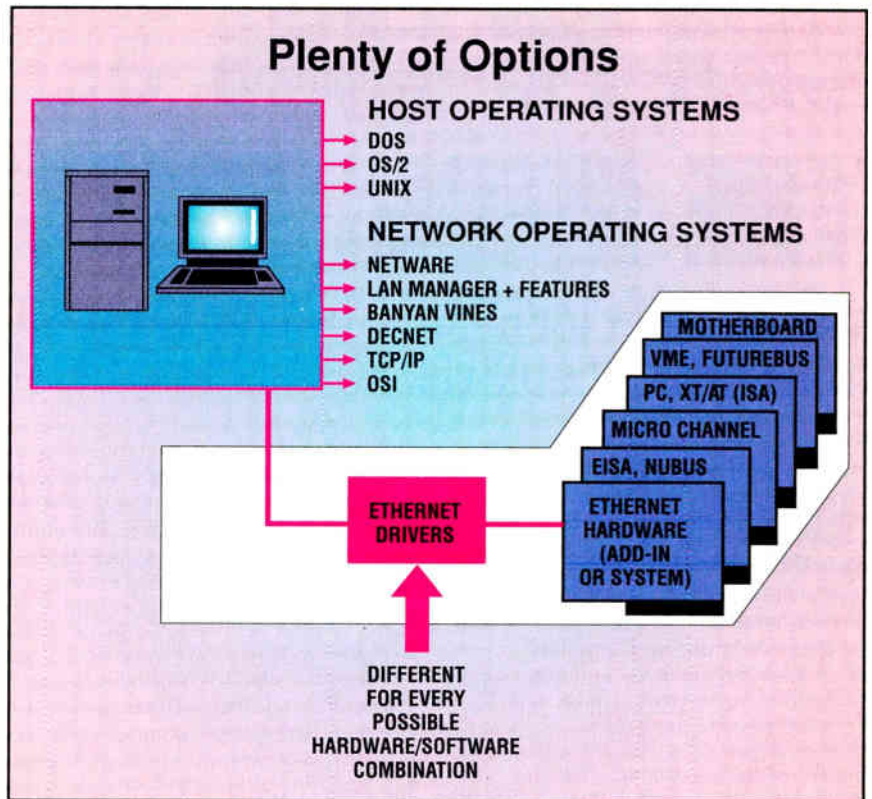 Plenty of Options
HOST OPERATING SYSTEMS
DOS
OS/2
UNIX
NETWORK OPERATING SYSTEMS
NETWARE
LAN MANAGER + FEATURES
BANYAN VINES
DECNET
TCP/IP
OSI
MOTHERBOARD
VME, FUTUREBUS
PC, XT/AT (ISA)
MICRO CHANNEL
EISA, NUBUS
ETHERNET
HARDWARE
(ADD-IN
OR SYSTEM)
ETHERNET
DRIVERS
DIFFERENT
FOR EVERY
POSSIBLE
HARDWARE/SOFTWARE
COMBINATION